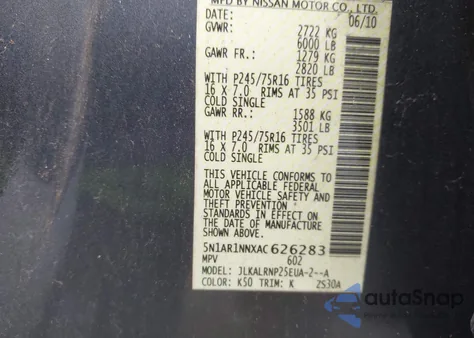 MFD BY NISSAN MOTOR CO., LTD.
DATE: 06/10
GVWR: 2722 KG
6000 LB
GAWR FR.: 1279 KG
2820 LB
WITH P245/75R16 TIRES
16 X 7.0 RIMS AT 35 PSI
COLD SINGLE
1588 KG
3501 LB
WITH P245/75R16 TIRES
16 X 7.0 RIMS AT 35 PSI
COLD SINGLE
THIS VEHICLE CONFORMS TO
ALL APPLICABLE FEDERAL
MOTOR VEHICLE SAFETY AND
THEFT PREVENTION
STANDARDS IN EFFECT ON
THE DATE OF MANUFACTURE
SHOWN ABOVE.
5N1AR1NNXAC626283
MPV 602
MODEL: JLKALRNP25EUA-2--A
COLOR: K50 TRIM: K ZS30A
autoSnap